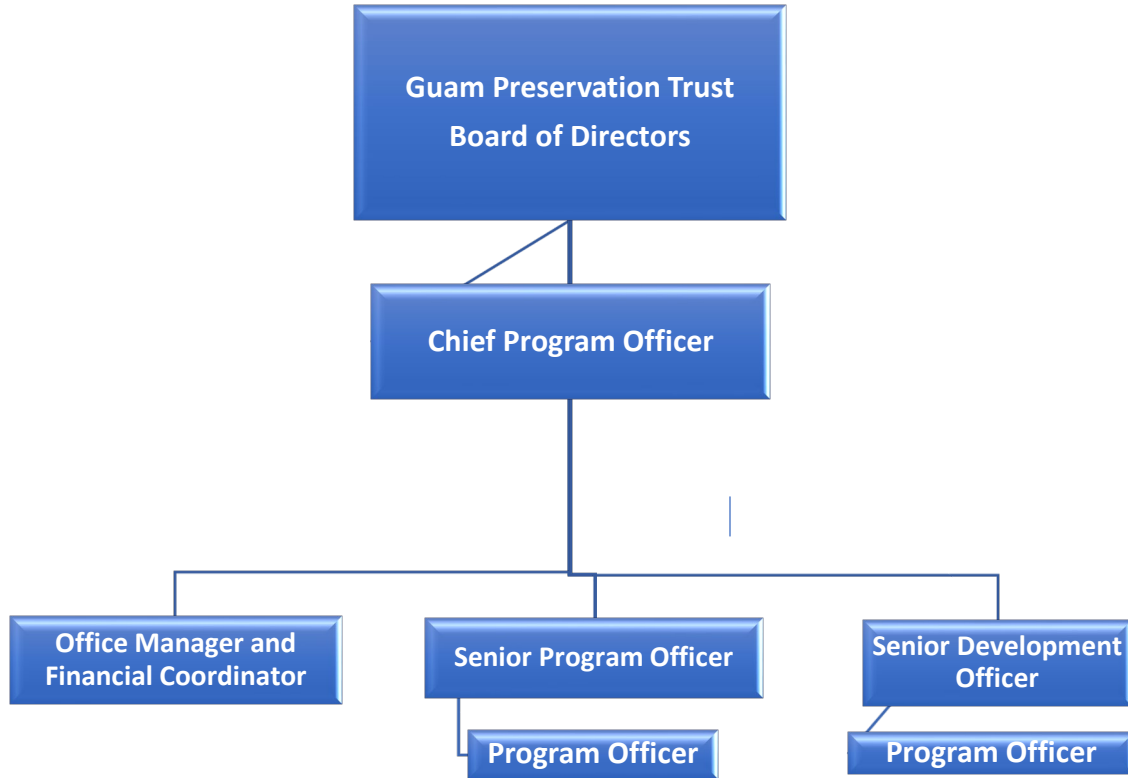 Guam Preservation Trust
Board of Directors
Chief Program Officer
Office Manager and
Financial Coordinator
Senior Program Officer
Senior Development
Officer
Program Officer
Program Officer